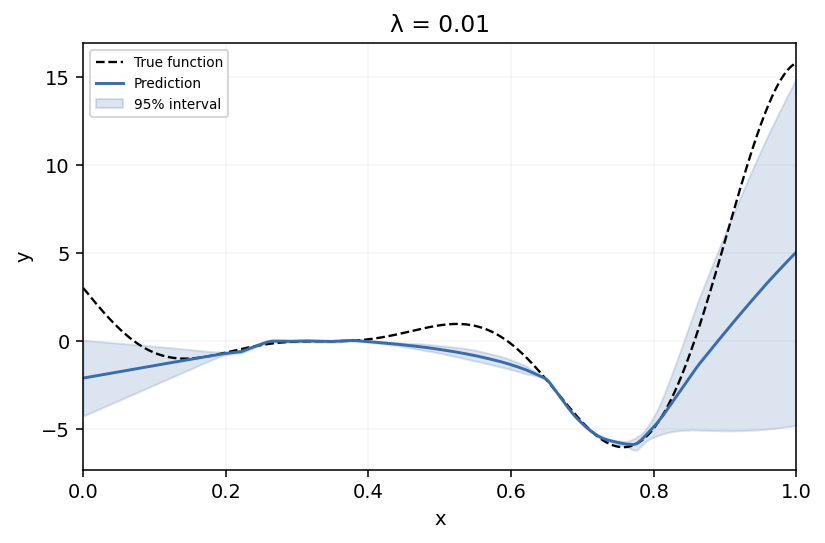 λ = 0.01
True function
Prediction
95% interval
15
10
5
0
−5
y
0.0 0.2 0.4 0.6 0.8 1.0
x